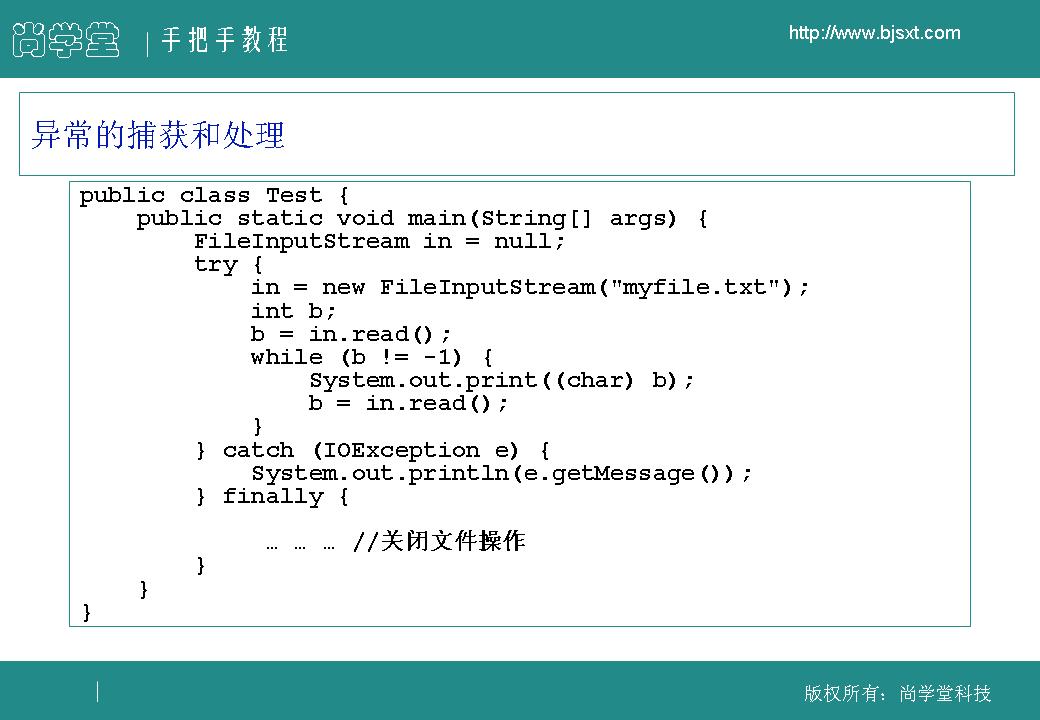 尚学堂 | 手把手教程
http://www.bjsxt.com
异常的捕获和处理
public class Test {
    public static void main(String[] args) {
        FileInputStream in = null;
        try {
            in = new FileInputStream("myfile.txt");
            int b;
            b = in.read();
            while (b != -1) {
                System.out.print((char) b);
                b = in.read();
            }
        } catch (IOException e) {
            System.out.println(e.getMessage());
        } finally {
             … … … //关闭文件操作
        }
    }
}
版权所有：尚学堂科技